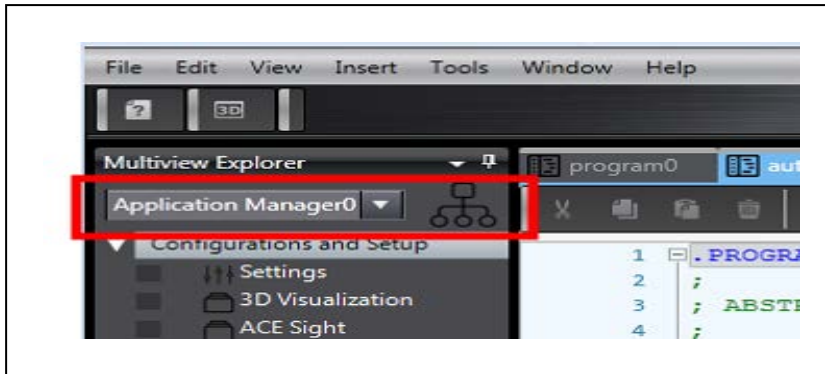 File Edit View Insert Tools Window Help
3D
Multiview Explorer
program0
Application Manager0
Configurations and Setup
Settings
3D Visualization
ACE Sight
1 .PROGRA
2 ;
3 ; ABST
4 ;